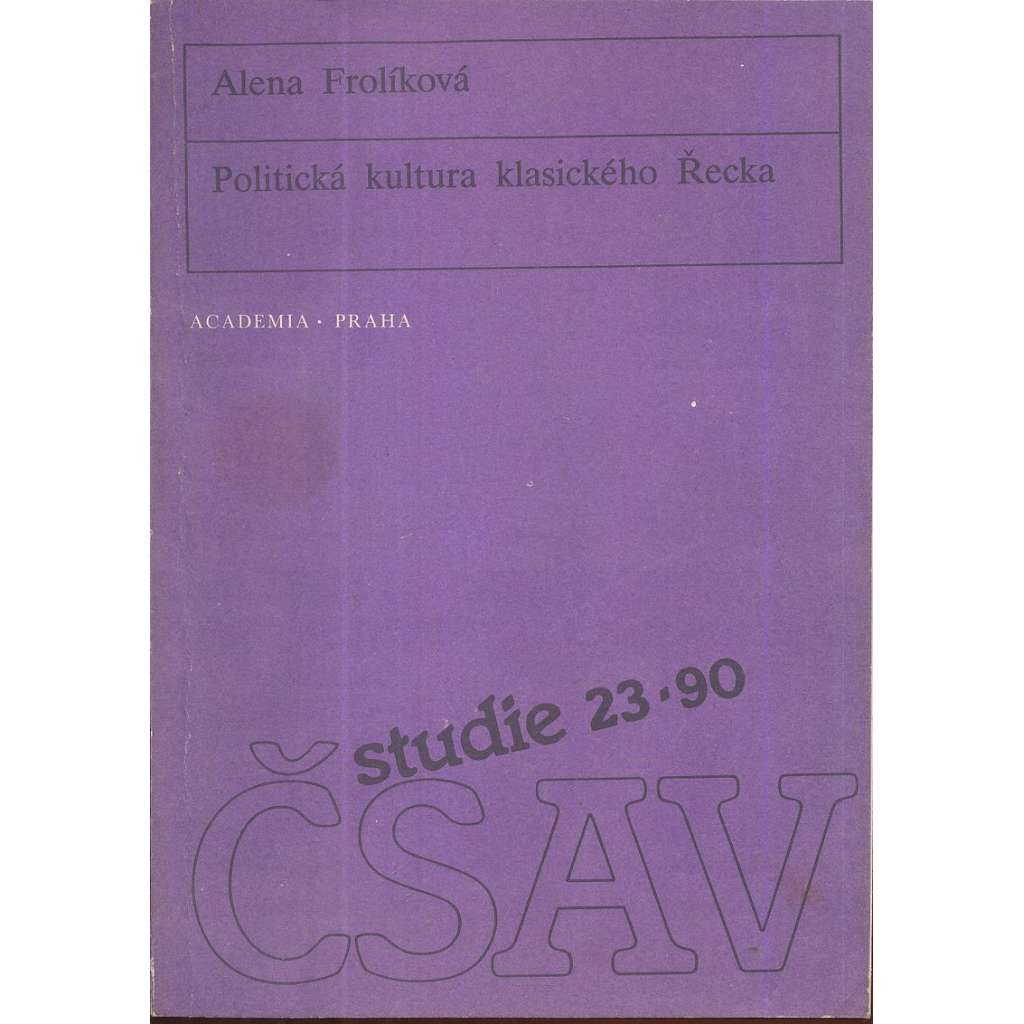 Alena Frolíková
Politická kultura klasického Řecka
ACADEMIA · PRAHA
studie 23·90
ČSAV